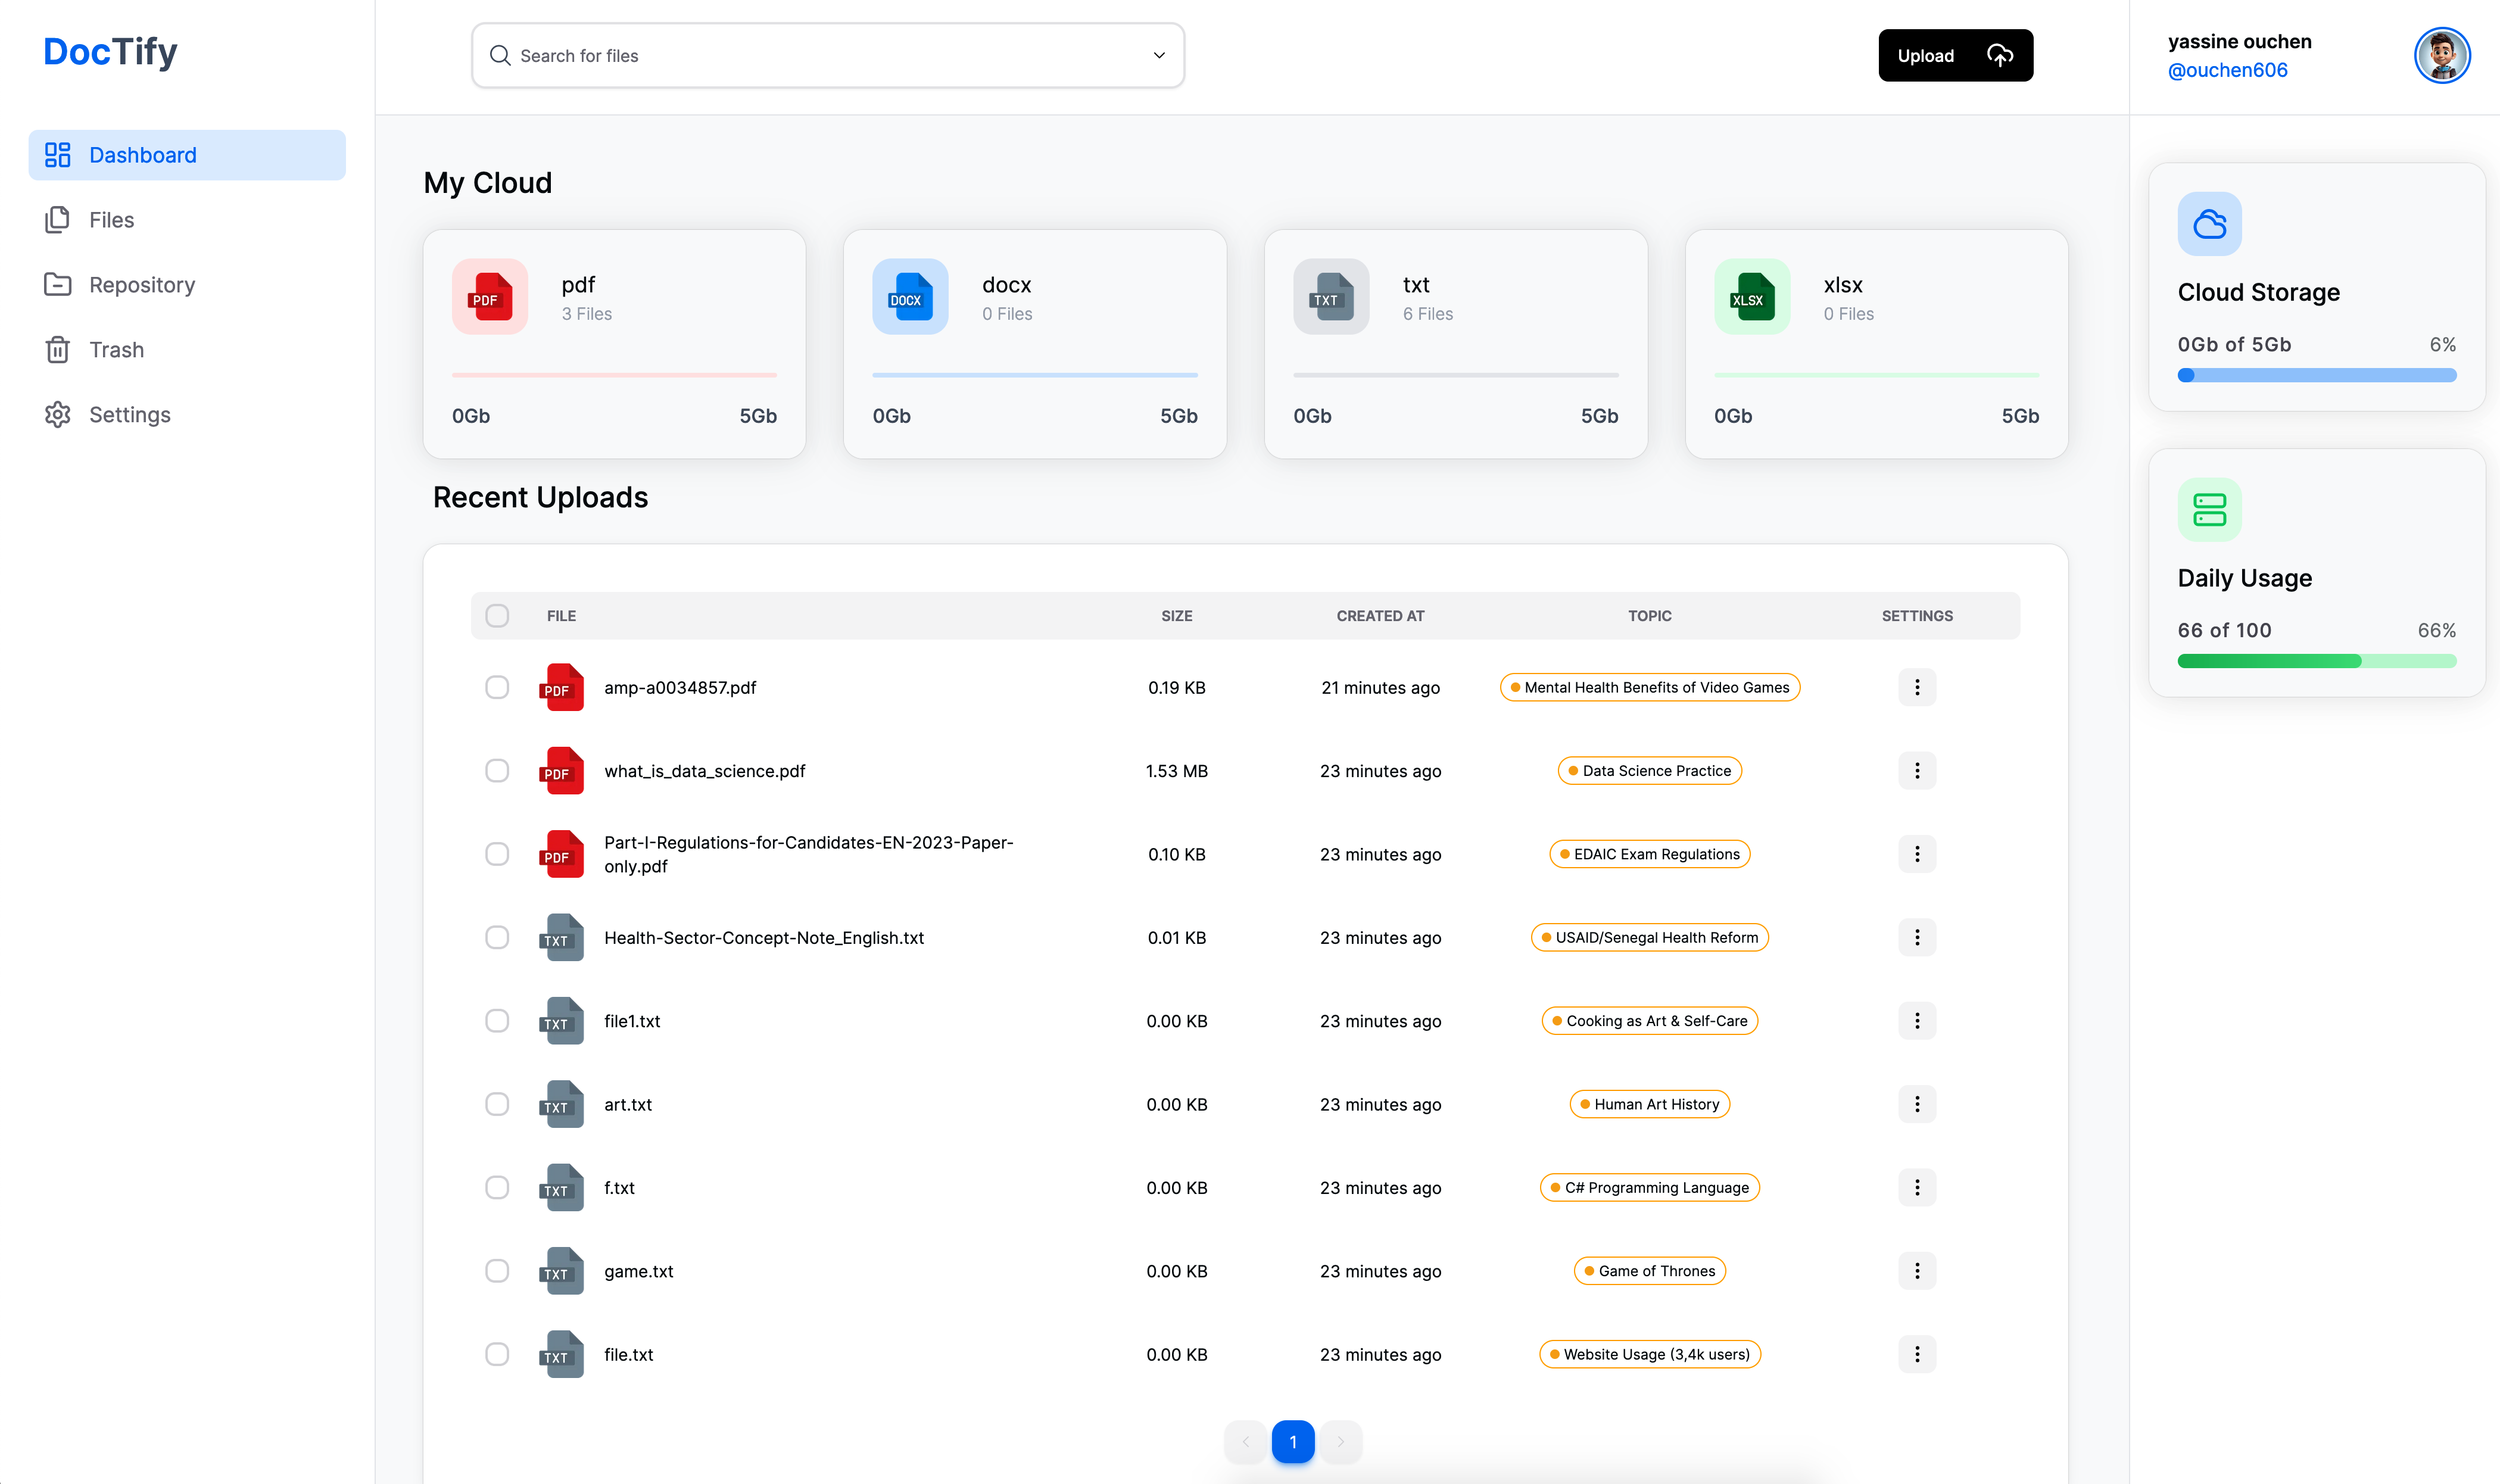 DocTify
Search for files
Upload
yassine ouchen
@ouchen606
Dashboard
Files
Repository
Trash
Settings
My Cloud
PDF
pdf
3 Files
0Gb 5Gb
DOCX
docx
0 Files
0Gb 5Gb
TXT
txt
6 Files
0Gb 5Gb
XLSX
xlsx
0 Files
0Gb 5Gb
Cloud Storage
0Gb of 5Gb 6%
Daily Usage
66 of 100 66%
Recent Uploads
FILE SIZE CREATED AT TOPIC SETTINGS
PDF amp-a0034857.pdf 0.19 KB 21 minutes ago Mental Health Benefits of Video Games
PDF what_is_data_science.pdf 1.53 MB 23 minutes ago Data Science Practice
PDF Part-I-Regulations-for-Candidates-EN-2023-Paper-
only.pdf 0.10 KB 23 minutes ago EDAIC Exam Regulations
TXT Health-Sector-Concept-Note_English.txt 0.01 KB 23 minutes ago USAID/Senegal Health Reform
TXT file1.txt 0.00 KB 23 minutes ago Cooking as Art & Self-Care
TXT art.txt 0.00 KB 23 minutes ago Human Art History
TXT f.txt 0.00 KB 23 minutes ago C# Programming Language
TXT game.txt 0.00 KB 23 minutes ago Game of Thrones
TXT file.txt 0.00 KB 23 minutes ago Website Usage (3,4k users)
1